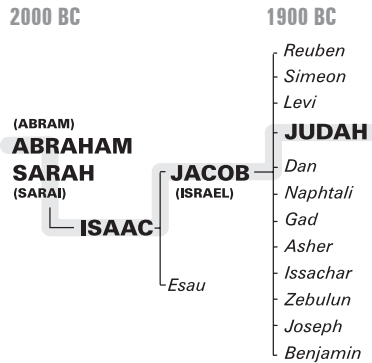 2000 BC
1900 BC
Reuben
Simeon
Levi
JUDAH
Dan
Naphtali
Gad
Asher
Issachar
Zebulun
Joseph
Benjamin
(ABRAM)
ABRAHAM
SARAH
(SARAI)
ISAAC
JACOB
(ISRAEL)
Esau